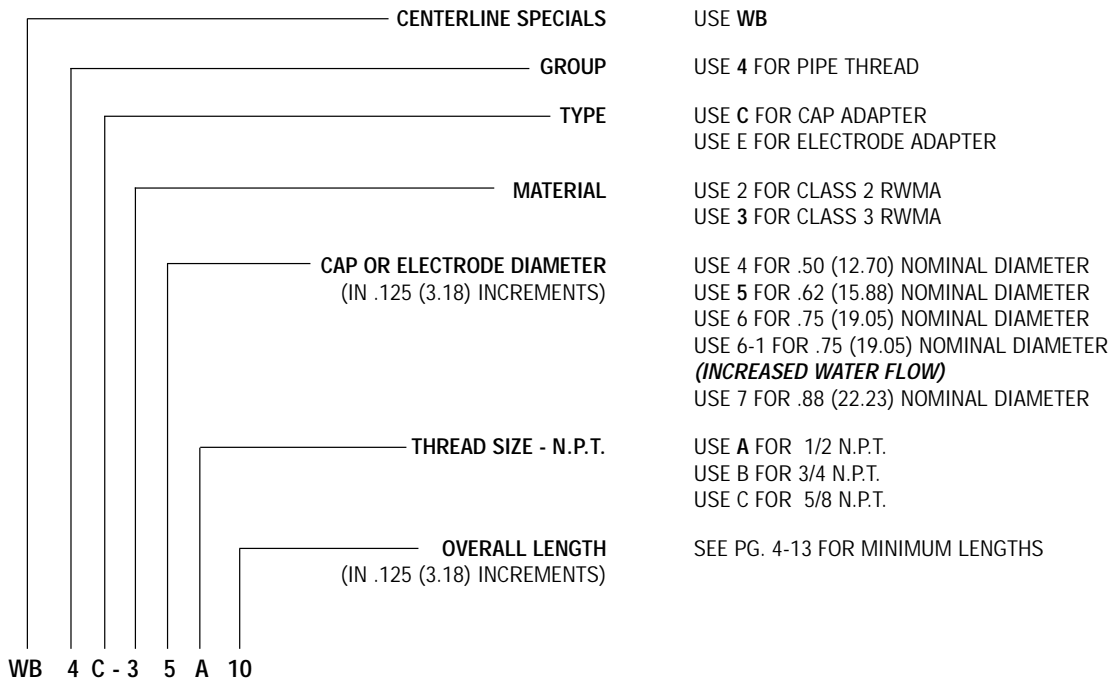 CENTERLINE SPECIALS USE WB
GROUP USE 4 FOR PIPE THREAD
TYPE USE C FOR CAP ADAPTER
USE E FOR ELECTRODE ADAPTER
MATERIAL USE 2 FOR CLASS 2 RWMA
USE 3 FOR CLASS 3 RWMA
CAP OR ELECTRODE DIAMETER USE 4 FOR .50 (12.70) NOMINAL DIAMETER
(IN .125 (3.18) INCREMENTS) USE 5 FOR .62 (15.88) NOMINAL DIAMETER
USE 6 FOR .75 (19.05) NOMINAL DIAMETER
USE 6-1 FOR .75 (19.05) NOMINAL DIAMETER
(INCREASED WATER FLOW)
USE 7 FOR .88 (22.23) NOMINAL DIAMETER
THREAD SIZE - N.P.T. USE A FOR 1/2 N.P.T.
USE B FOR 3/4 N.P.T.
USE C FOR 5/8 N.P.T.
OVERALL LENGTH SEE PG. 4-13 FOR MINIMUM LENGTHS
(IN .125 (3.18) INCREMENTS)
WB 4 C - 3 5 A 10